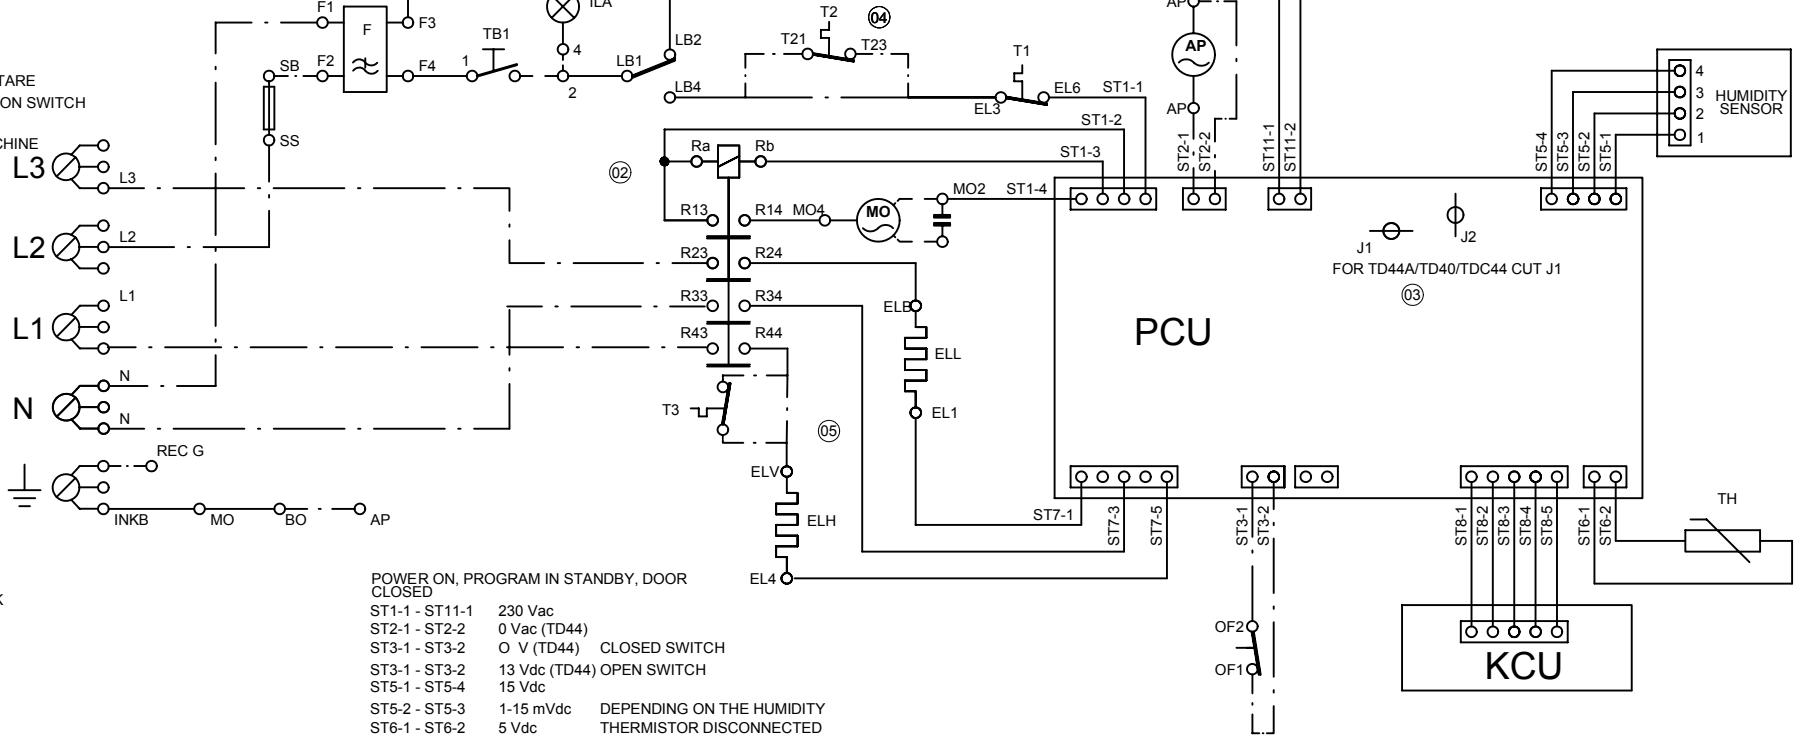 F1
F
F3
ILA
T2
04
AP
SB
F2
F4
1
TB1
4
2
LB1
LB2
LB4
T21
T23
T1
EL3
EL6
ST1-1
AP
AP
TARE
ON SWITCH
CHINE
SS
ST1-2
ST2-1
ST2-2
ST11-1
ST11-2
ST5-4
ST5-3
ST5-2
ST5-1
4
3
2
1
HUMIDITY
SENSOR
L3
L3
02
Ra
Rb
ST1-3
R13
R14
MO4
MO
MO2
ST1-4
J1
J2
FOR TD44A/TD40/TDC44 CUT J1
03
L2
L2
R23
R24
L1
L1
R33
R34
R43
R44
ELB
ELL
EL1
PCU
N
N
N
T3
05
REC G
INKB
MO
BO
AP
ELV
ELH
EL4
ST7-1
ST7-3
ST7-5
ST3-1
ST3-2
ST8-1
ST8-2
ST8-3
ST8-4
ST8-5
ST6-1
ST6-2
TH
OF2
OF1
KCU
K
POWER ON, PROGRAM IN STANDBY, DOOR
CLOSED
ST1-1 - ST11-1 230 Vac
ST2-1 - ST2-2 0 Vac (TD44)
ST3-1 - ST3-2 O V (TD44) CLOSED SWITCH
ST3-1 - ST3-2 13 Vdc (TD44) OPEN SWITCH
ST5-1 - ST5-4 15 Vdc
ST5-2 - ST5-3 1-15 mVdc DEPENDING ON THE HUMIDITY
ST6-1 - ST6-2 5 Vdc THERMISTOR DISCONNECTED